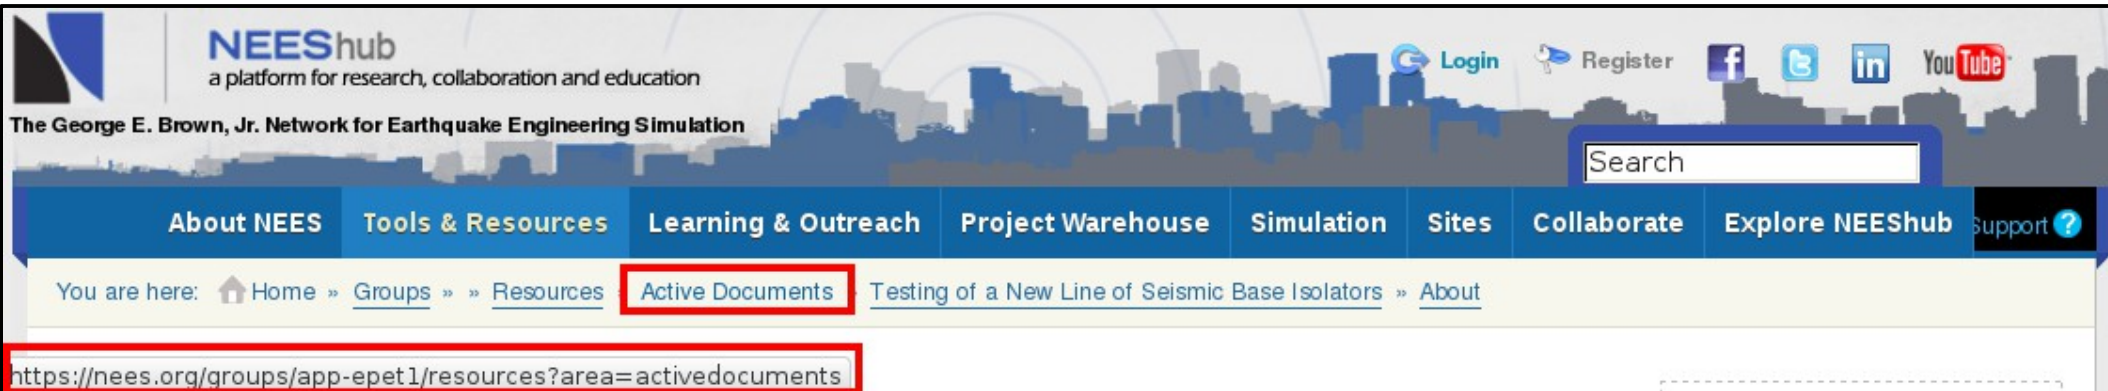 NEEShub
a platform for research, collaboration and education
The George E. Brown, Jr. Network for Earthquake Engineering Simulation
Login Register f t in YouTube
Search
About NEES Tools & Resources Learning & Outreach Project Warehouse Simulation Sites Collaborate Explore NEEShub Support ?
You are here: Home » Groups » » Resources Active Documents Testing of a New Line of Seismic Base Isolators » About
https://nees.org/groups/app-epet1/resources?area=activedocuments